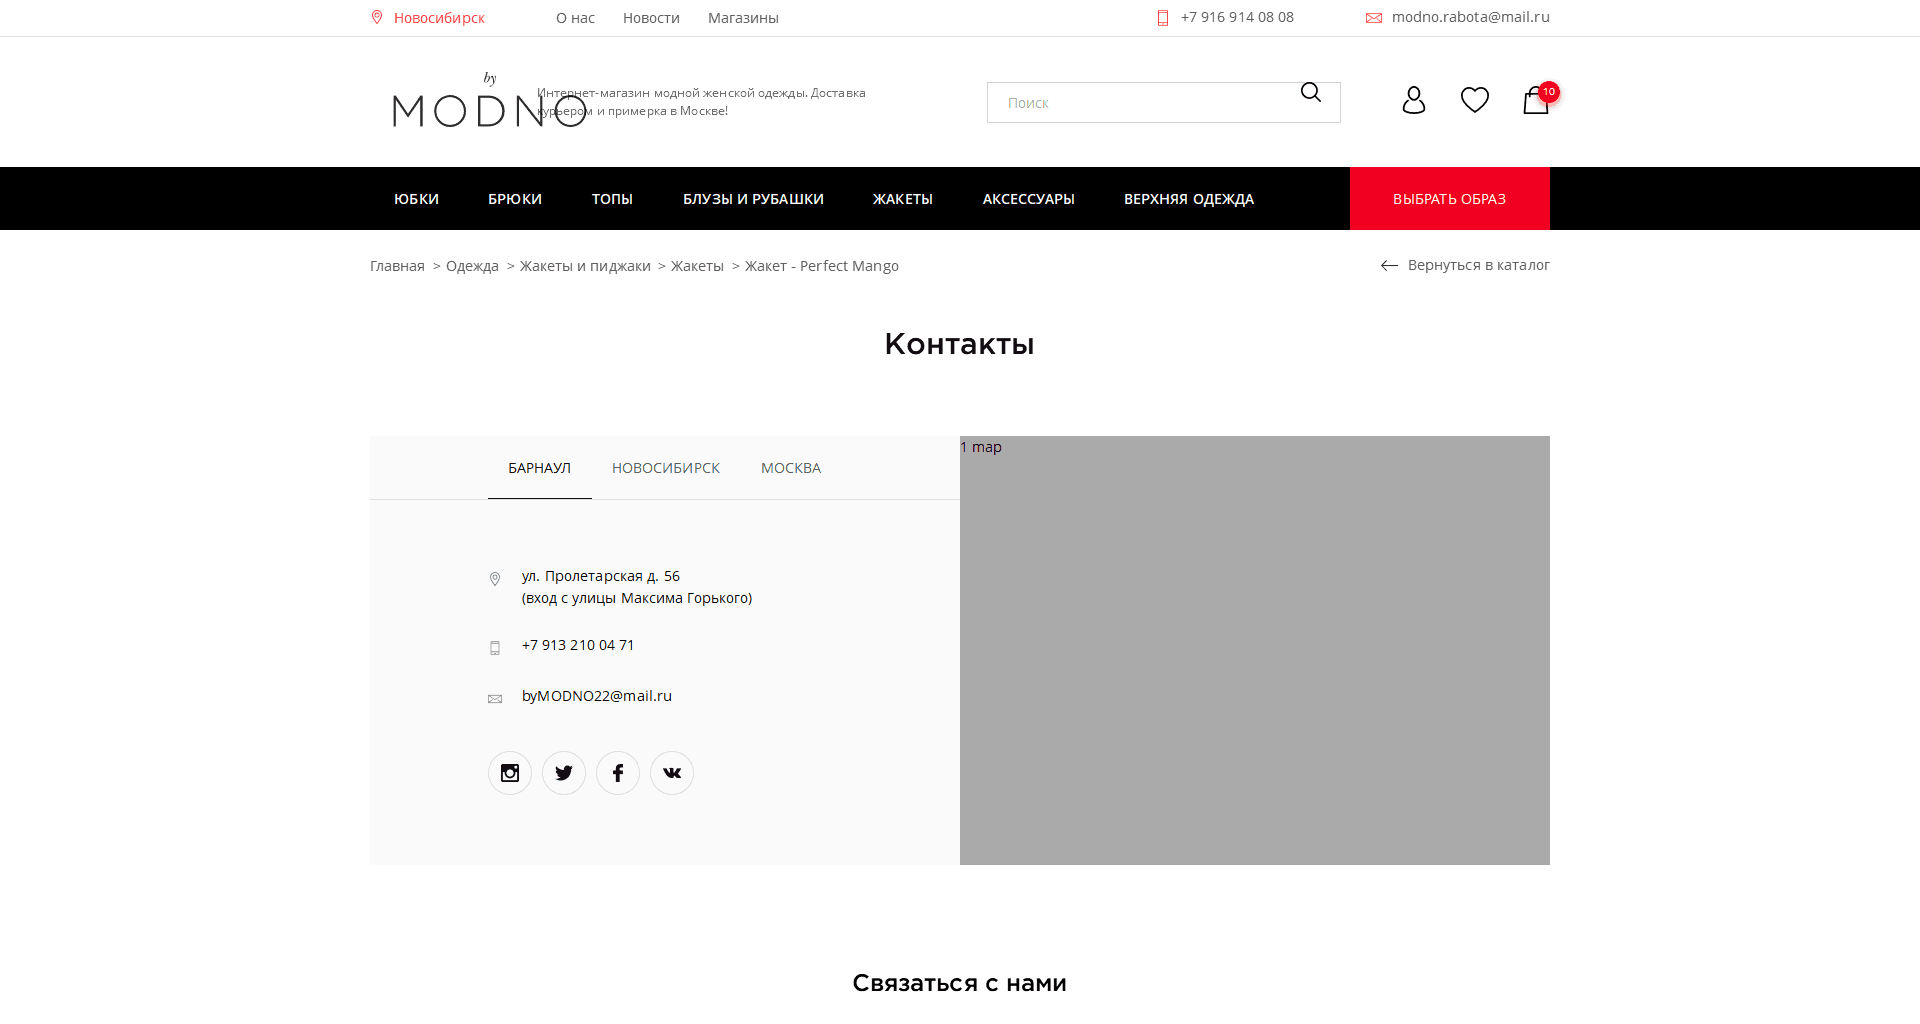 Новосибирск О нас Новости Магазины +7 916 914 08 08 modno.rabota@mail.ru
by
MODNO
Интернет-магазин модной женской одежды. Доставка
курьером и примерка в Москве!
Поиск
10
ЮБКИ БРЮКИ ТОПЫ БЛУЗЫ И РУБАШКИ ЖАКЕТЫ АКСЕССУАРЫ ВЕРХНЯЯ ОДЕЖДА ВЫБРАТЬ ОБРАЗ
Главная > Одежда > Жакеты и пиджаки > Жакеты > Жакет - Perfect Mango Вернуться в каталог
Контакты
БАРНАУЛ НОВОСИБИРСК МОСКВА
1 map
ул. Пролетарская д. 56
(вход с улицы Максима Горького)
+7 913 210 04 71
byMODNO22@mail.ru
Связаться с нами